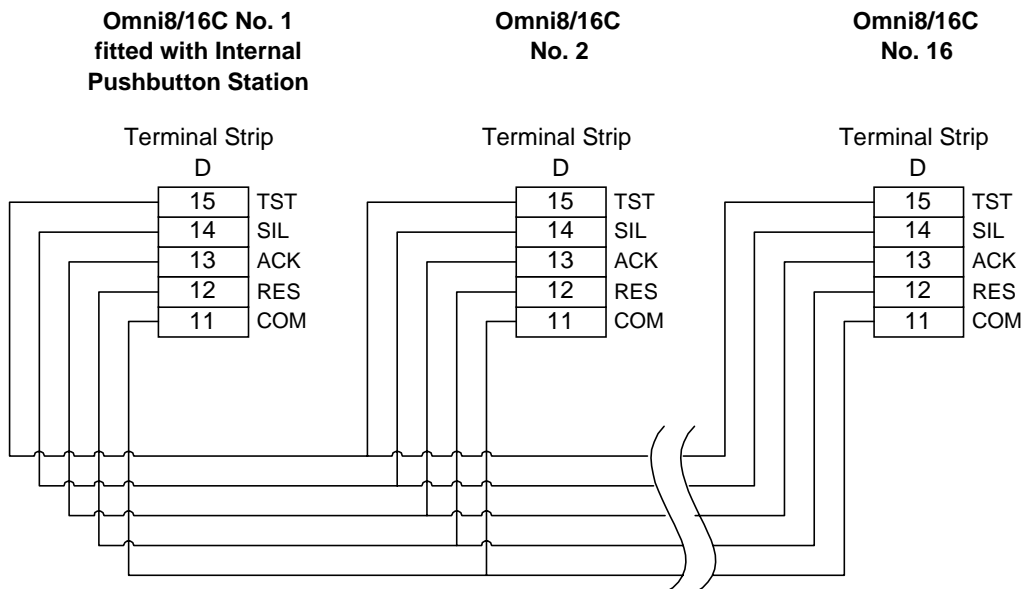 Omni8/16C No. 1
fitted with Internal
Pushbutton Station
Terminal Strip
D
15 TST
14 SIL
13 ACK
12 RES
11 COM
Omni8/16C
No. 2
Terminal Strip
D
15 TST
14 SIL
13 ACK
12 RES
11 COM
Omni8/16C
No. 16
Terminal Strip
D
15 TST
14 SIL
13 ACK
12 RES
11 COM